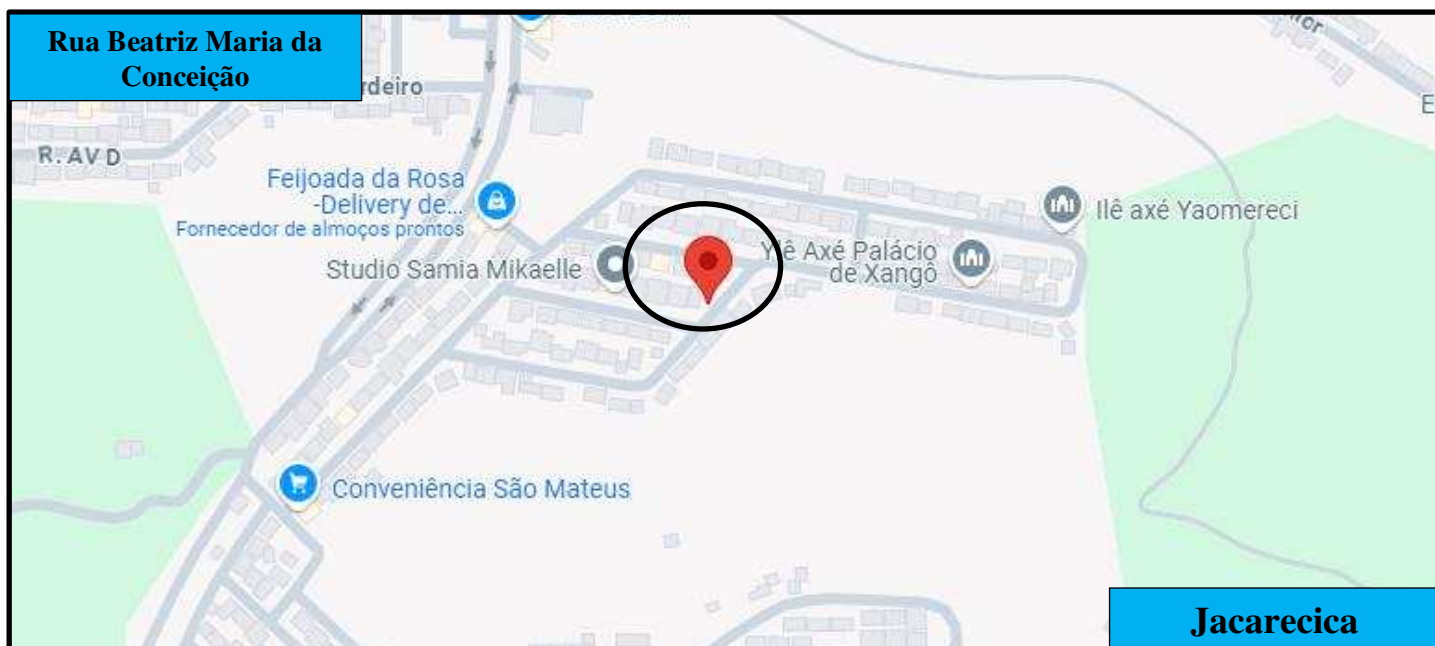 Rua Beatriz Maria da
Conceição
rdeiro
R. AV D
Feijoada da Rosa
-Delivery de...
Fornecedor de almoços prontos
Studio Samia Mikaelle
Ylê Axé Palácio
de Xangô
Ilê axé Yaomereci
Conveniência São Mateus
Jacarecica